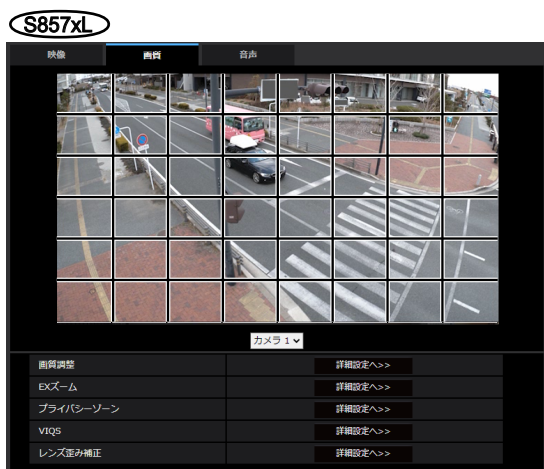 S857xL
映像 画質 音声
カメラ 1
画質調整 詳細設定へ>>
EXズーム 詳細設定へ>>
プライバシーゾーン 詳細設定へ>>
VIQS 詳細設定へ>>
レンズ歪み補正 詳細設定へ>>